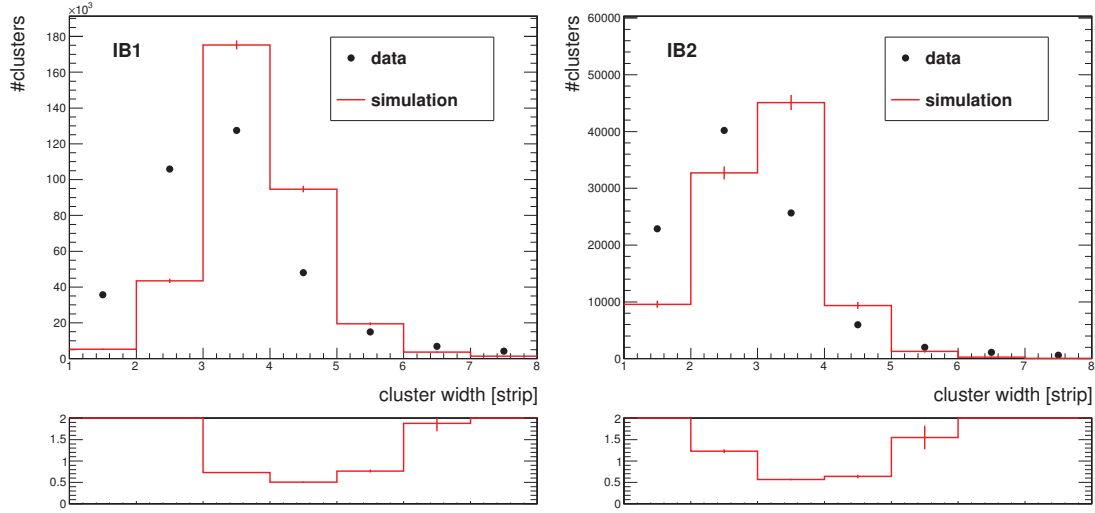 ×10³
IB1
data
simulation
#clusters
180
160
140
120
100
80
60
40
20
0
1 2 3 4 5 6 7 8
cluster width [strip]
2
1.5
1
0.5
0
IB2
data
simulation
#clusters
60000
50000
40000
30000
20000
10000
0
1 2 3 4 5 6 7 8
cluster width [strip]
2
1.5
1
0.5
0